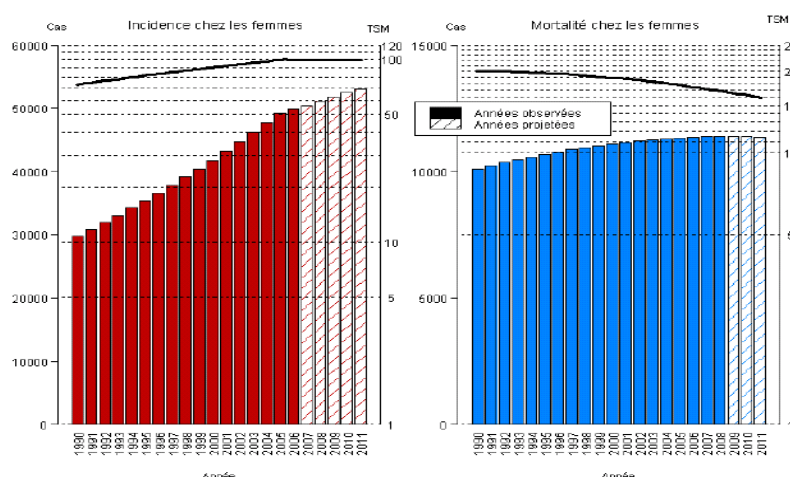 Incidence chez les femmes
Cas
TSM
60000
50000
40000
30000
20000
10000
0
120
100
50
10
5
1
1990 1991 1992 1993 1994 1995 1996 1997 1998 1999 2000 2001 2002 2003 2004 2005 2006 2007 2008 2009 2010 2011
Année
Mortalité chez les femmes
Cas
TSM
15000
10000
5000
0
Années observées
Années projetées
1990 1991 1992 1993 1994 1995 1996 1997 1998 1999 2000 2001 2002 2003 2004 2005 2006 2007 2008 2009 2010 2011
Année